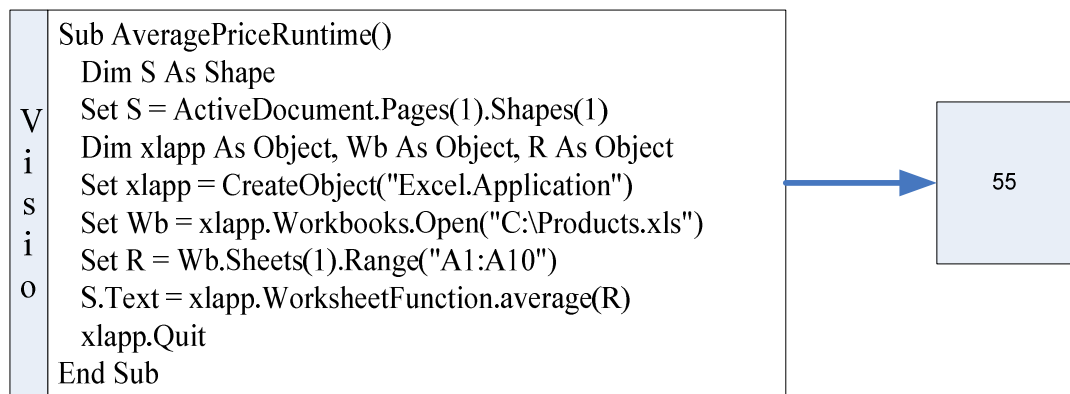 Visio
Sub AveragePriceRuntime()
Dim S As Shape
Set S = ActiveDocument.Pages(1).Shapes(1)
Dim xlapp As Object, Wb As Object, R As Object
Set xlapp = CreateObject("Excel.Application")
Set Wb = xlapp.Workbooks.Open("C:\Products.xls")
Set R = Wb.Sheets(1).Range("A1:A10")
S.Text = xlapp.WorksheetFunction.average(R)
xlapp.Quit
End Sub
55